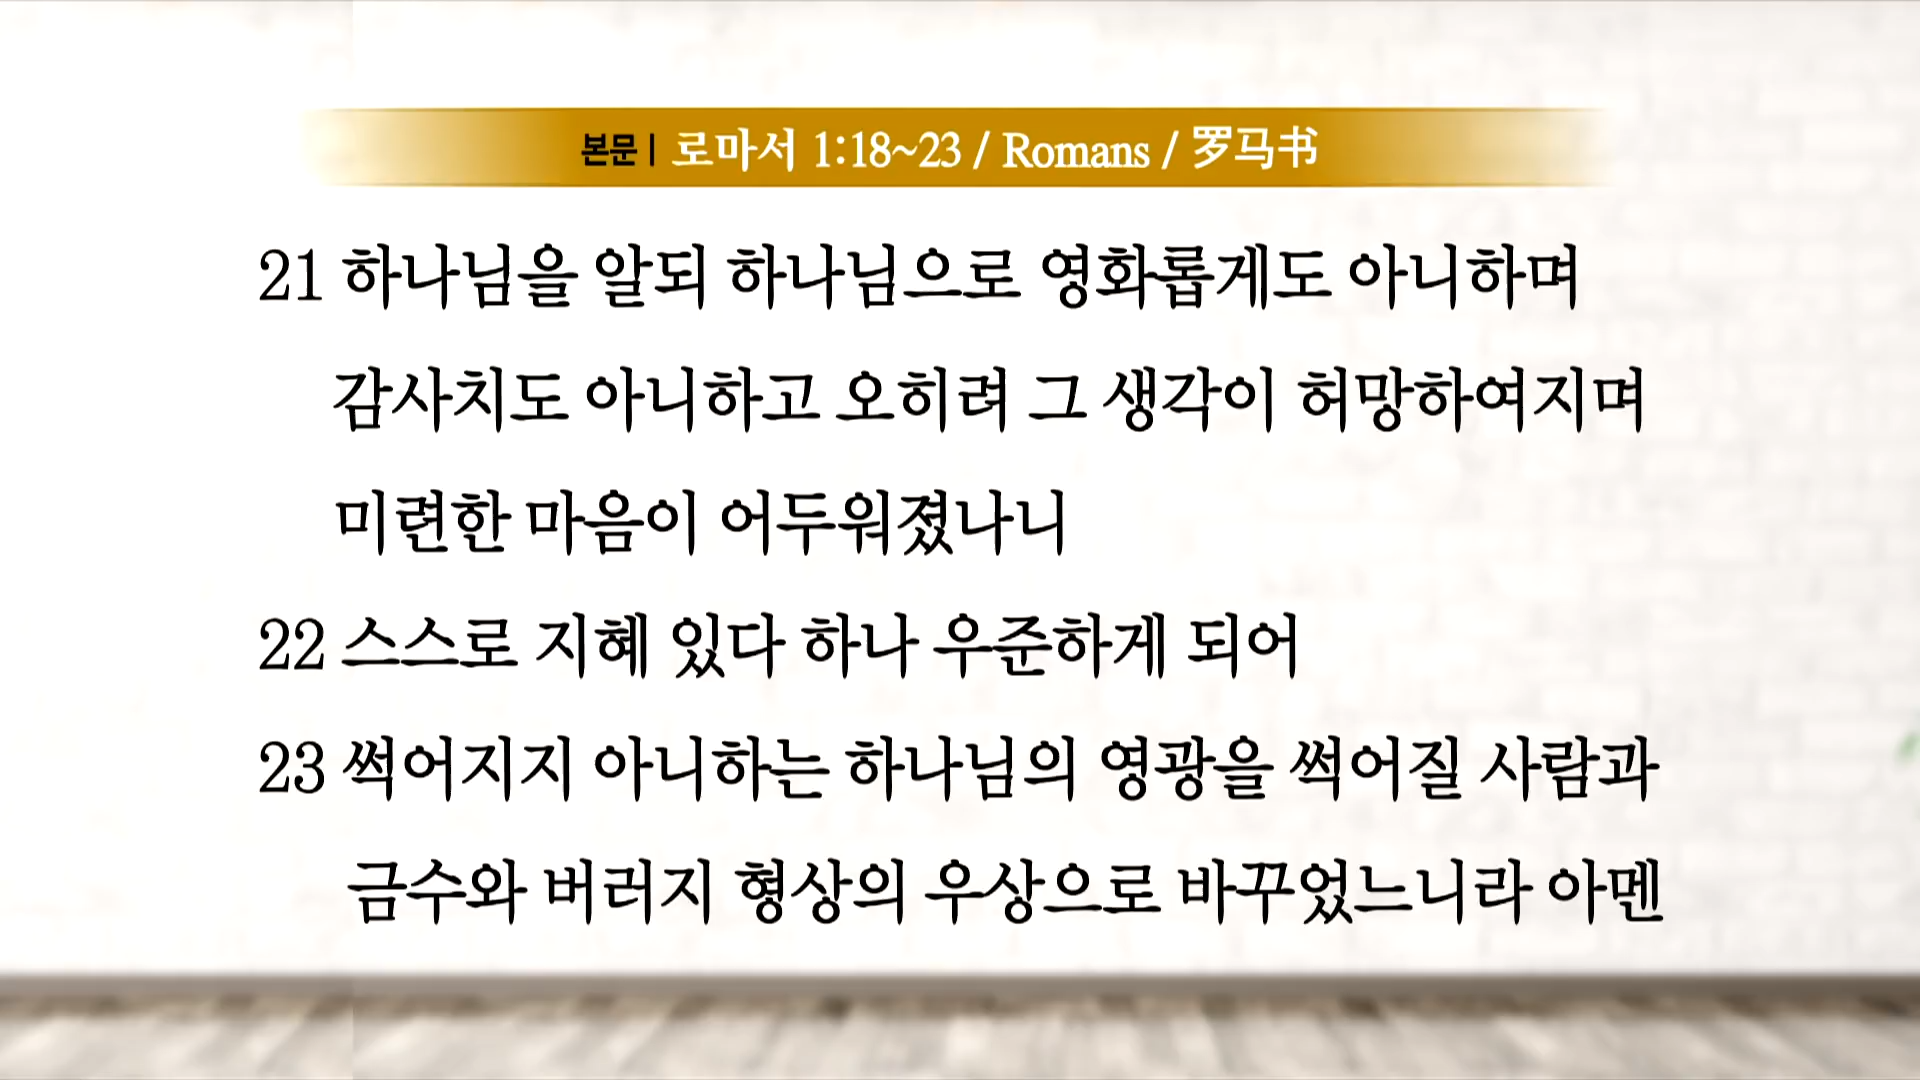 본문 | 로마서 1:18~23 / Romans / 罗马书
21 하나님을 알되 하나님으로 영화롭게도 아니하며
감사치도 아니하고 오히려 그 생각이 허망하여지며
미련한 마음이 어두워졌나니
22 스스로 지혜 있다 하나 우준하게 되어
23 썩어지지 아니하는 하나님의 영광을 썩어질 사람과
금수와 버러지 형상의 우상으로 바꾸었느니라 아멘